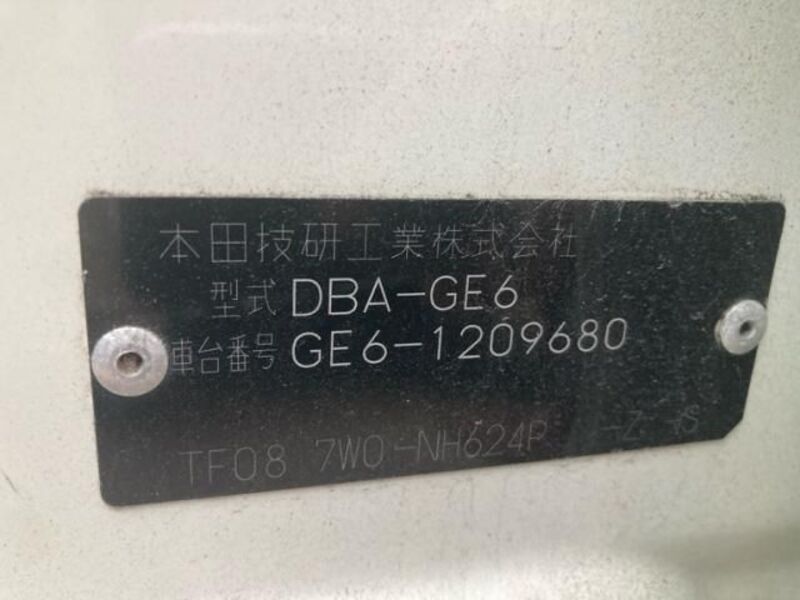 本田技研工業株式会社
型式 DBA-GE6
車台番号 GE6-1209680
TF08 7W0-NH624P -Z -S